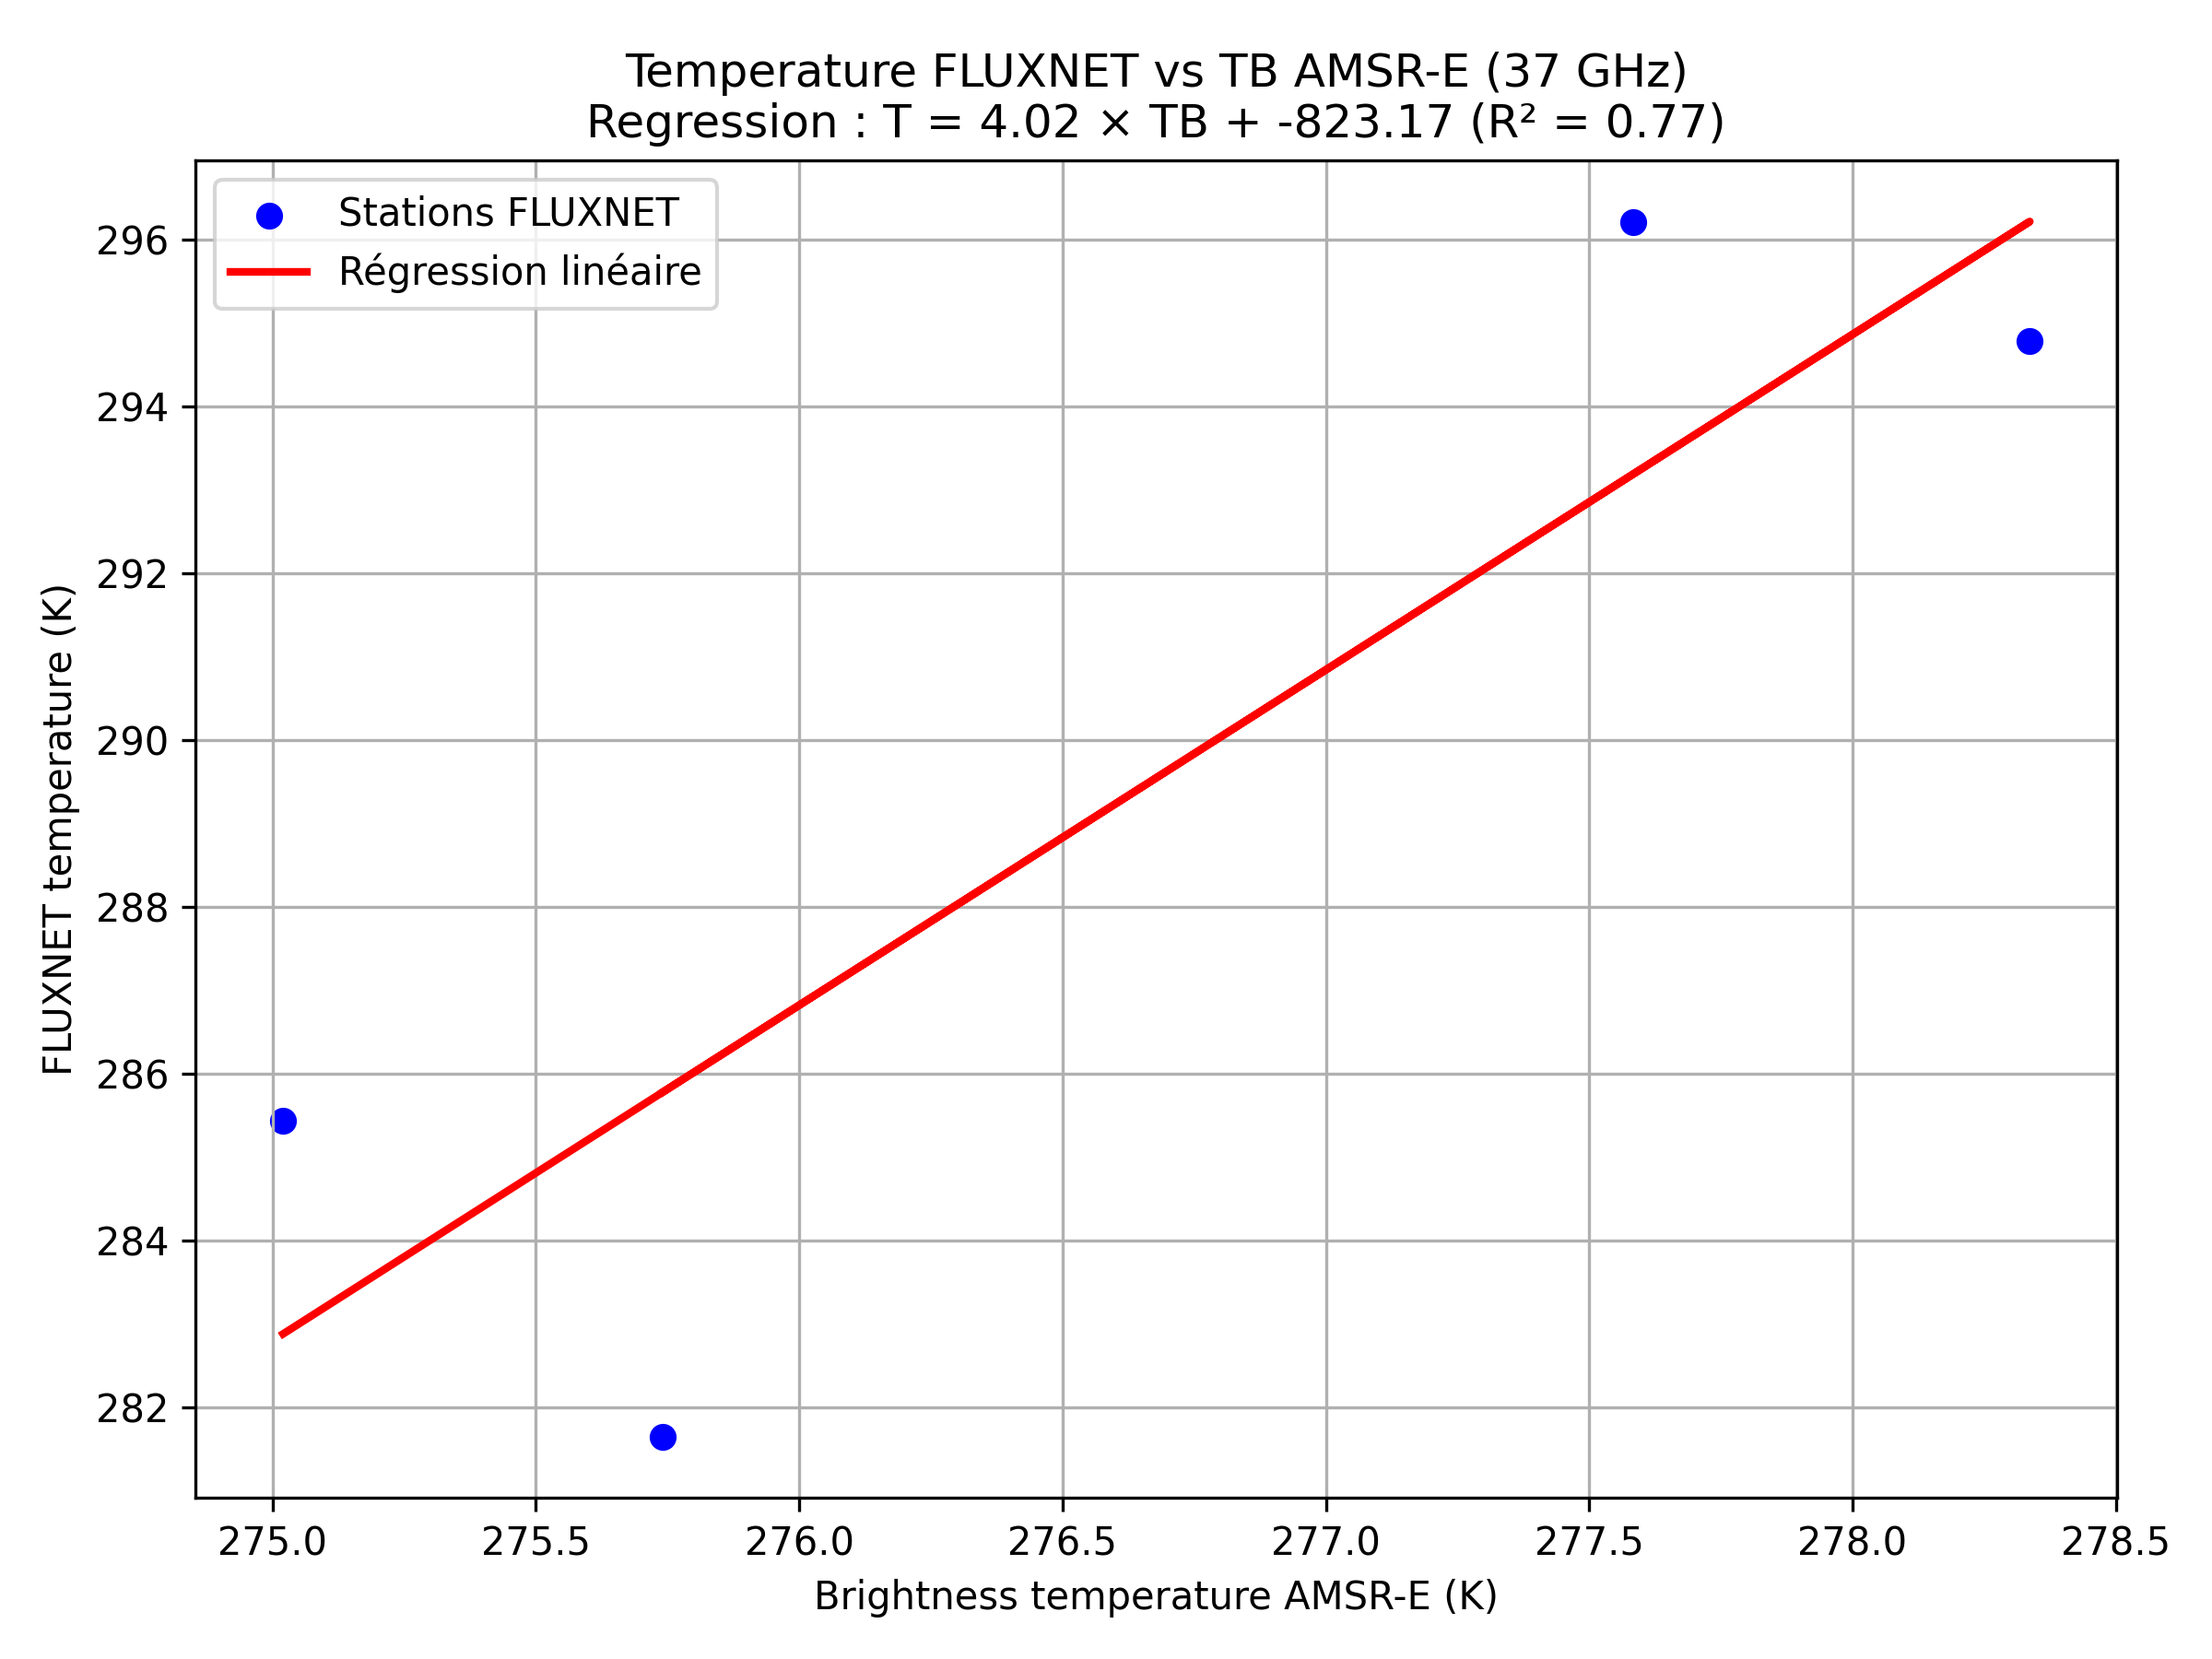 Temperature FLUXNET vs TB AMSR-E (37 GHz)
Regression : T = 4.02 × TB + -823.17 (R² = 0.77)
Stations FLUXNET
Régression linéaire
FLUXNET temperature (K)
296
294
292
290
288
286
284
282
275.0 275.5 276.0 276.5 277.0 277.5 278.0 278.5
Brightness temperature AMSR-E (K)